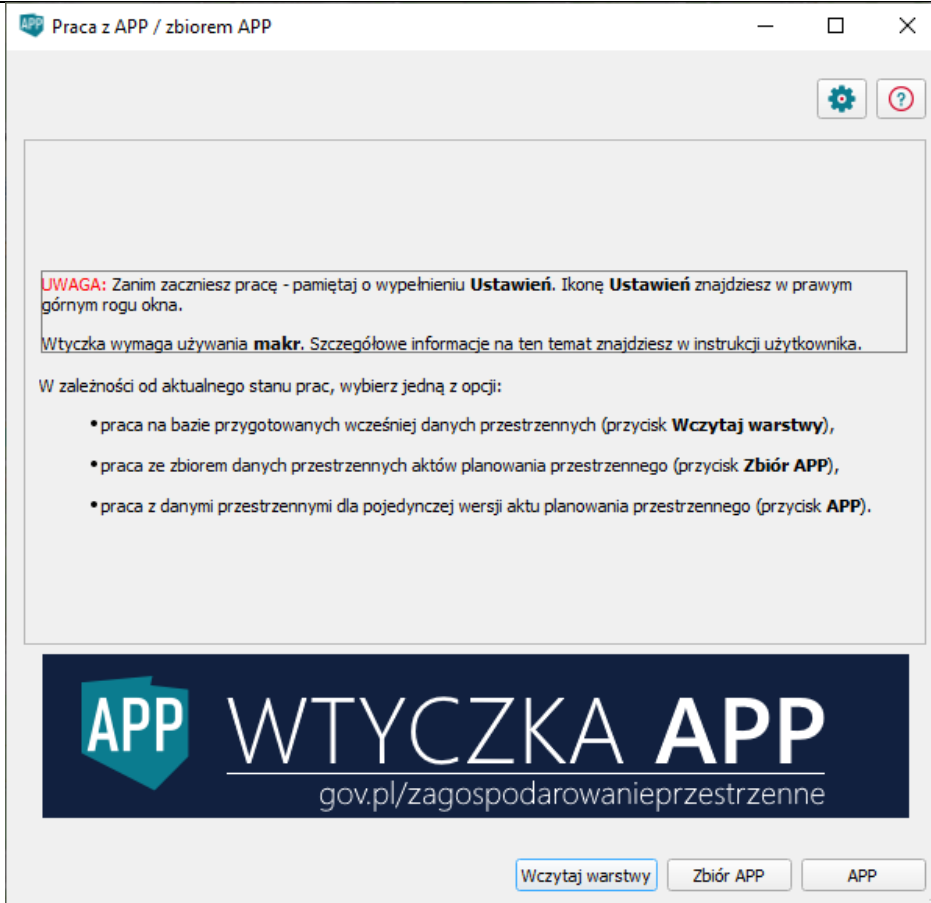 APP Praca z APP / zbiorem APP
UWAGA: Zanim zaczniesz pracę - pamiętaj o wypełnieniu Ustawień. Ikonę Ustawień znajdziesz w prawym
górnym rogu okna.
Wtyczka wymaga używania makr. Szczegółowe informacje na ten temat znajdziesz w instrukcji użytkownika.
W zależności od aktualnego stanu prac, wybierz jedną z opcji:
•praca na bazie przygotowanych wcześniej danych przestrzennych (przycisk Wczytaj warstwy),
•praca ze zbiorem danych przestrzennych aktów planowania przestrzennego (przycisk Zbiór APP),
•praca z danymi przestrzennymi dla pojedynczej wersji aktu planowania przestrzennego (przycisk APP).
APP WTYCZKA APP
gov.pl/zagospodarowanieprzestrzenne
Wczytaj warstwy Zbiór APP APP